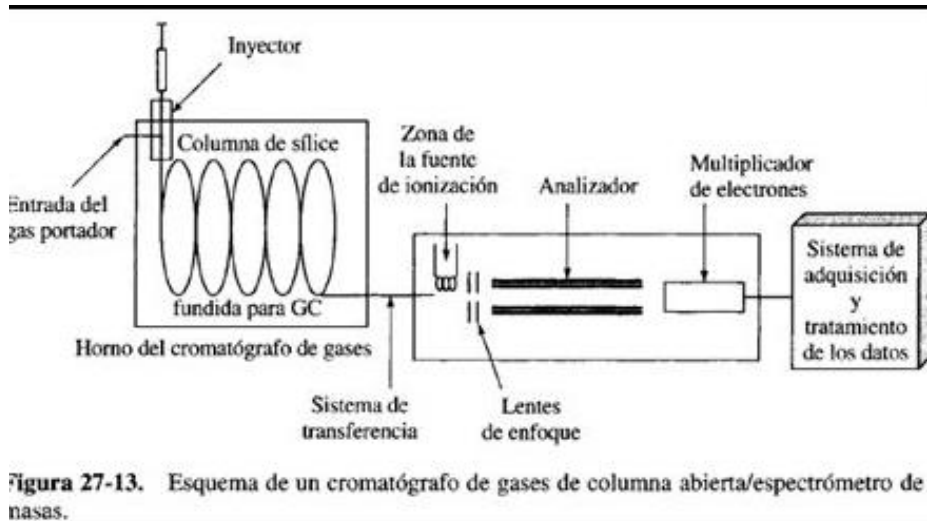 Inyector
Columna de sílice
Entrada del
gas portador
fundida para GC
Horno del cromatógrafo de gases
Zona de
la fuente
de ionización
Analizador
Multiplicador
de electrones
Sistema de
adquisición
y
tratamiento
de los datos
Sistema de
transferencia
Lentes
de enfoque
Figura 27-13. Esquema de un cromatógrafo de gases de columna abierta/espectrómetro de
masas.